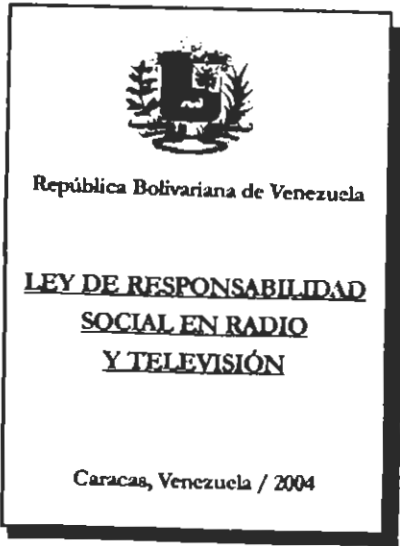 República Bolivariana de Venezuela
LEY DE RESPONSABILIDAD
SOCIAL EN RADIO
Y TELEVISIÓN
Caracas, Venezuela / 2004